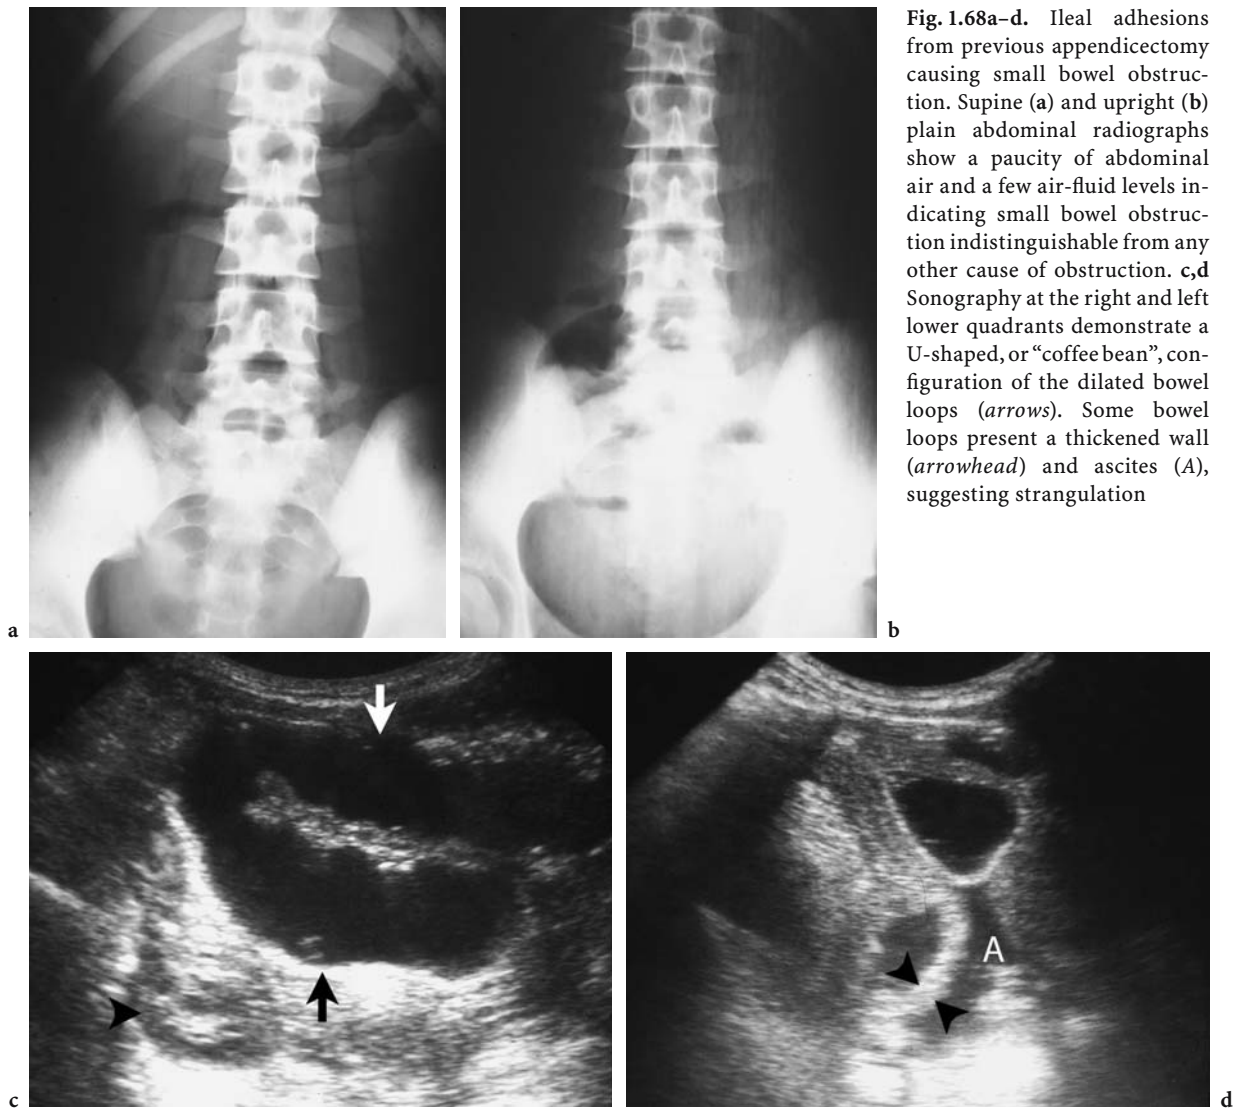 Fig. 1.68a–d. Ileal adhesions
from previous appendicectomy
causing small bowel obstruc-
tion. Supine (a) and upright (b)
plain abdominal radiographs
show a paucity of abdominal
air and a few air-fluid levels in-
dicating small bowel obstruc-
tion indistinguishable from any
other cause of obstruction. c,d
Sonography at the right and left
lower quadrants demonstrate a
U-shaped, or “coffee bean”, con-
figuration of the dilated bowel
loops (arrows). Some bowel
loops present a thickened wall
(arrowhead) and ascites (A),
suggesting strangulation
a
b
A
c
d